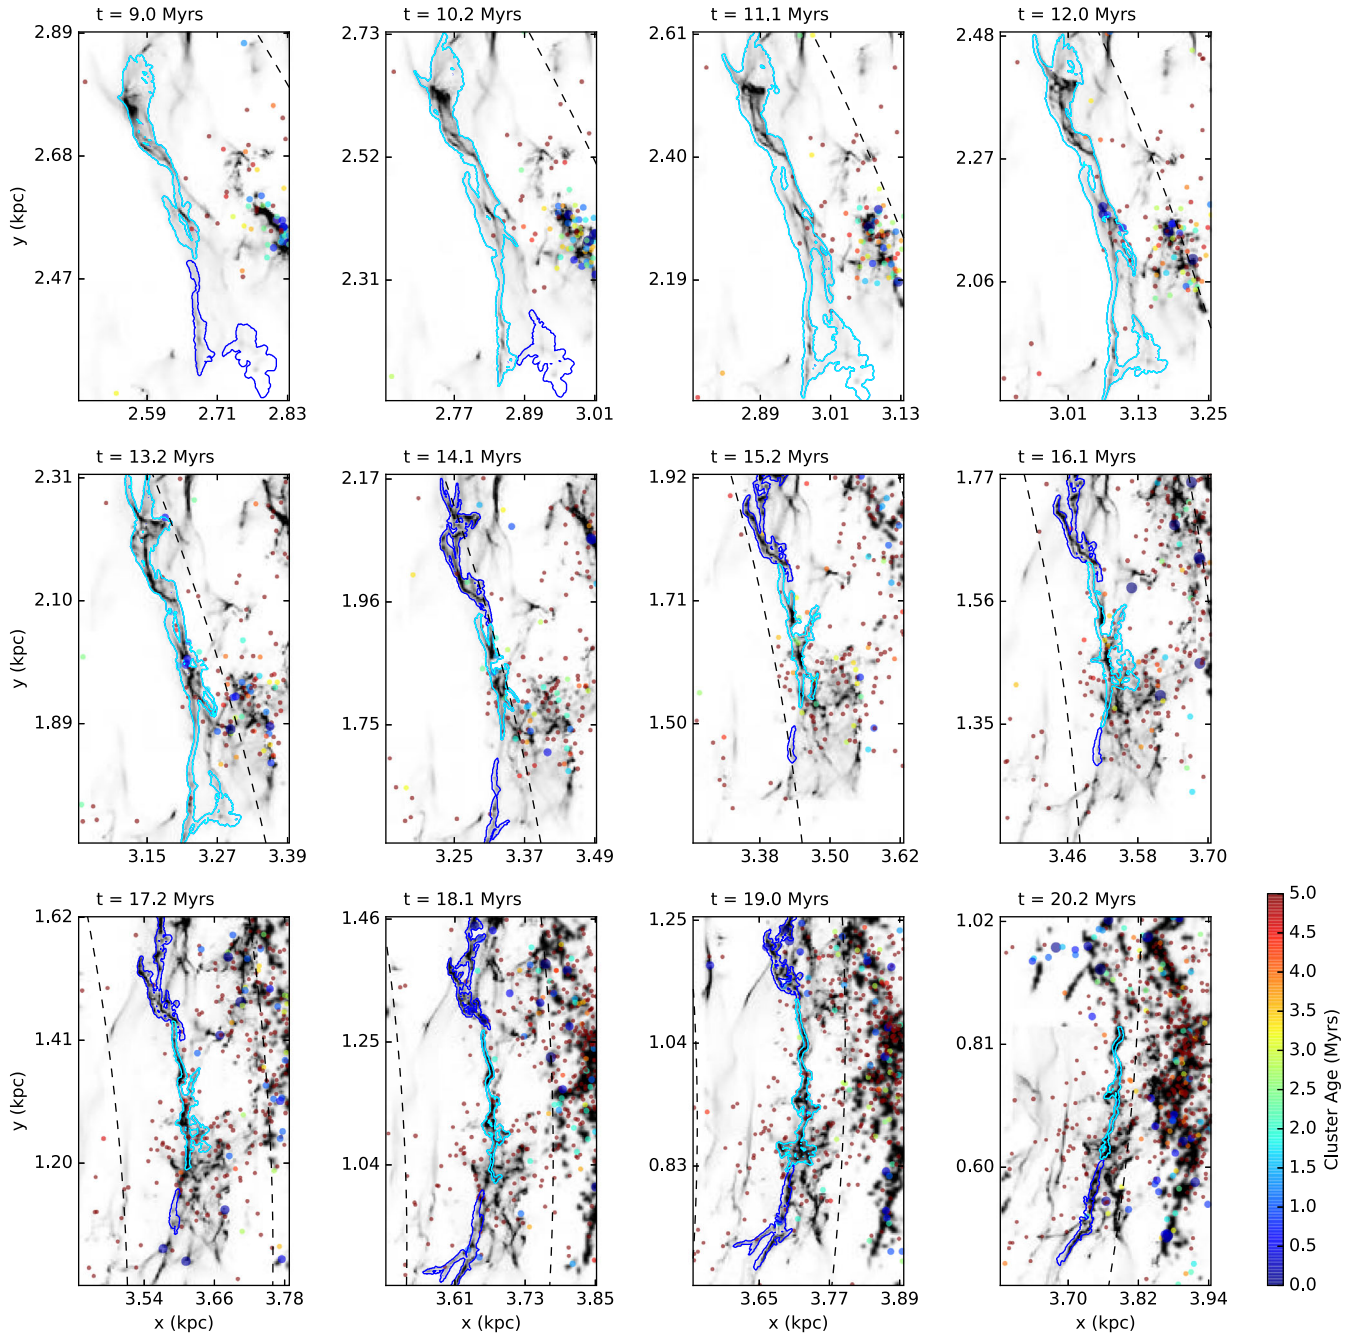 t = 9.0 Myrs
t = 10.2 Myrs
t = 11.1 Myrs
t = 12.0 Myrs
2.89
2.68
2.47
y (kpc)
2.59 2.71 2.83
2.73
2.52
2.31
2.77 2.89 3.01
2.61
2.40
2.19
2.89 3.01 3.13
2.48
2.27
2.06
3.01 3.13 3.25
t = 13.2 Myrs
t = 14.1 Myrs
t = 15.2 Myrs
t = 16.1 Myrs
2.31
2.10
1.89
y (kpc)
3.15 3.27 3.39
2.17
1.96
1.75
3.25 3.37 3.49
1.92
1.71
1.50
3.38 3.50 3.62
1.77
1.56
1.35
3.46 3.58 3.70
t = 17.2 Myrs
t = 18.1 Myrs
t = 19.0 Myrs
t = 20.2 Myrs
1.62
1.41
1.20
y (kpc)
3.54 3.66 3.78
x (kpc)
1.46
1.25
1.04
3.61 3.73 3.85
x (kpc)
1.25
1.04
0.83
3.65 3.77 3.89
x (kpc)
1.02
0.81
0.60
3.70 3.82 3.94
x (kpc)
5.0
4.5
4.0
3.5
3.0
2.5
2.0
1.5
1.0
0.5
0.0
Cluster Age (Myrs)